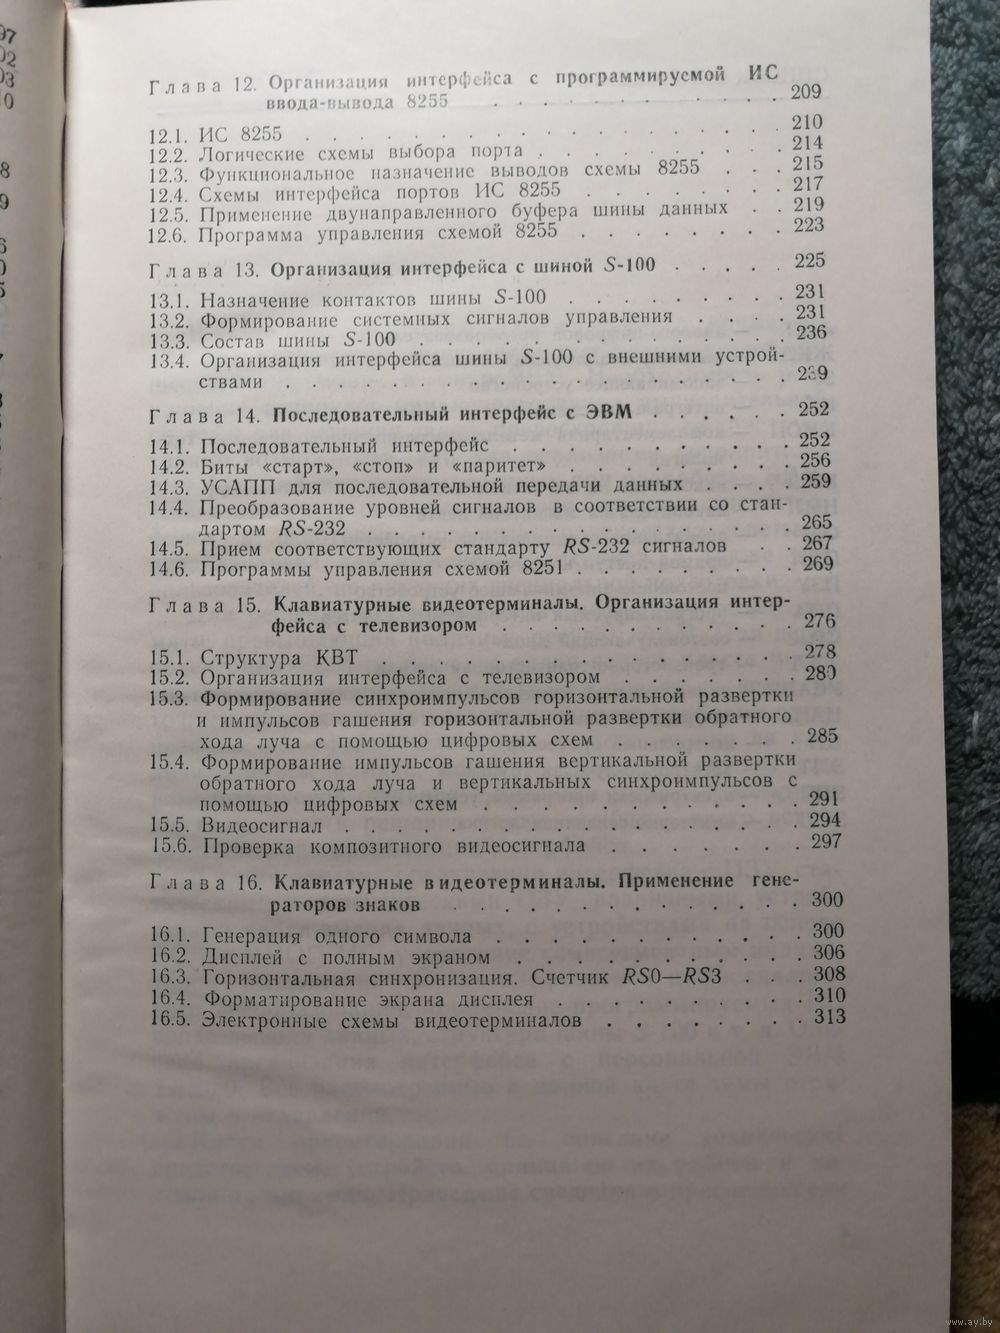 Глава 12. Организация интерфейса с программируемой ИС
ввода-вывода 8255 . . . . . . . . . . . 209
12.1. ИС 8255 . . . . . . . . . . . . . . . . 210
12.2. Логические схемы выбора порта . . . . . . . . . 214
12.3. Функциональное назначение выводов схемы 8255 . . . 215
12.4. Схемы интерфейса портов ИС 8255 . . . . . . . 217
12.5. Применение двунаправленного буфера шины данных . . 219
12.6. Программа управления схемой 8255 . . . . . . . 223
Глава 13. Организация интерфейса с шиной S-100 . . . . . 225
13.1. Назначение контактов шины S-100 . . . . . . . . 231
13.2. Формирование системных сигналов управления . . . . 231
13.3. Состав шины S-100 . . . . . . . . . . . . . 236
13.4. Организация интерфейса шины S-100 с внешними устрой-
ствами . . . . . . . . . . . . . . . . . . 239
Глава 14. Последовательный интерфейс с ЭВМ . . . . . . 252
14.1. Последовательный интерфейс . . . . . . . . . . 252
14.2. Биты «старт», «стоп» и «паритет» . . . . . . . . 256
14.3. УСАПП для последовательной передачи данных . . . . 259
14.4. Преобразование уровней сигналов в соответствии со стан-
дартом RS-232 . . . . . . . . . . . . . . . 265
14.5. Прием соответствующих стандарту RS-232 сигналов . . 267
14.6. Программы управления схемой 8251 . . . . . . . . 269
Глава 15. Клавиатурные видеотерминалы. Организация интер-
фейса с телевизором . . . . . . . . . . . . 276
15.1. Структура КВТ . . . . . . . . . . . . . . . 278
15.2. Организация интерфейса с телевизором . . . . . . . 280
15.3. Формирование синхроимпульсов горизонтальной развертки
и импульсов гашения горизонтальной развертки обратного
хода луча с помощью цифровых схем . . . . . . . 285
15.4. Формирование импульсов гашения вертикальной развертки
обратного хода луча и вертикальных синхроимпульсов с
помощью цифровых схем . . . . . . . . . . . . 291
15.5. Видеосигнал . . . . . . . . . . . . . . . . 294
15.6. Проверка композитного видеосигнала . . . . . . . 297
Глава 16. Клавиатурные видеотерминалы. Применение гене-
раторов знаков . . . . . . . . . . . . . . 300
16.1. Генерация одного символа . . . . . . . . . . . 300
16.2. Дисплей с полным экраном . . . . . . . . . . . 306
16.3. Горизонтальная синхронизация. Счетчик RS0—RS3 . . . 308
16.4. Форматирование экрана дисплея . . . . . . . . . 310
16.5. Электронные схемы видеотерминалов . . . . . . . . 313
www.ay.by